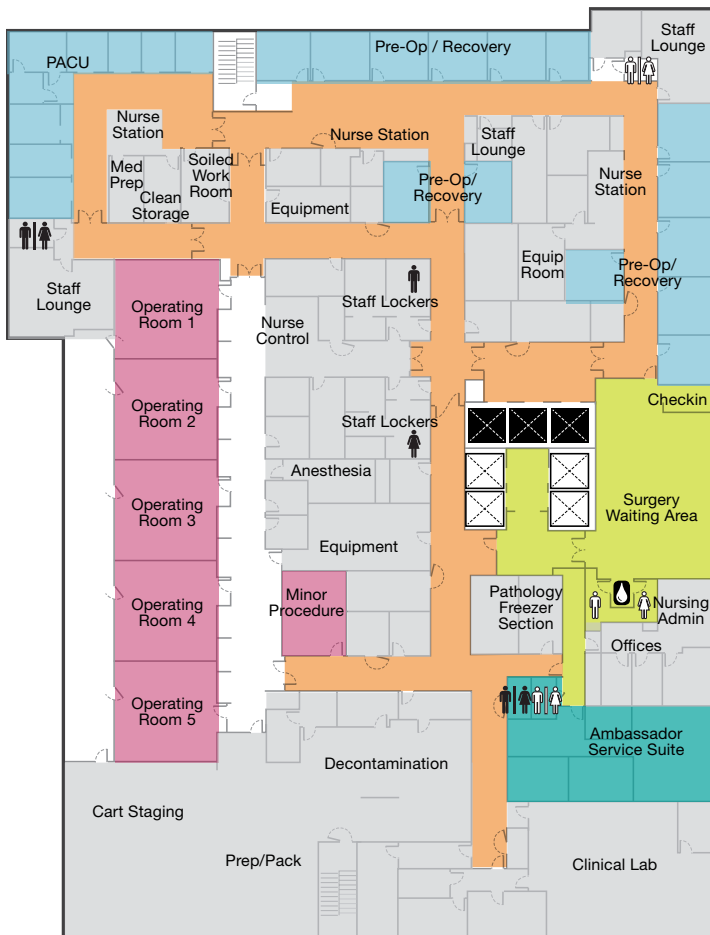 Staff
Lounge
PACU
Pre-Op / Recovery
Nurse
Station
Nurse Station
Staff
Lounge
Med
Prep
Soiled
Work
Room
Clean
Storage
Equipment
Pre-Op/
Recovery
Nurse
Station
Equip
Room
Pre-Op/
Recovery
Staff
Lounge
Operating
Room 1
Staff Lockers
Nurse
Control
Operating
Room 2
Staff Lockers
Checkin
Anesthesia
Operating
Room 3
Surgery
Waiting Area
Equipment
Operating
Room 4
Minor
Procedure
Pathology
Freezer
Section
Nursing
Admin
Offices
Operating
Room 5
Ambassador
Service Suite
Decontamination
Cart Staging
Prep/Pack
Clinical Lab